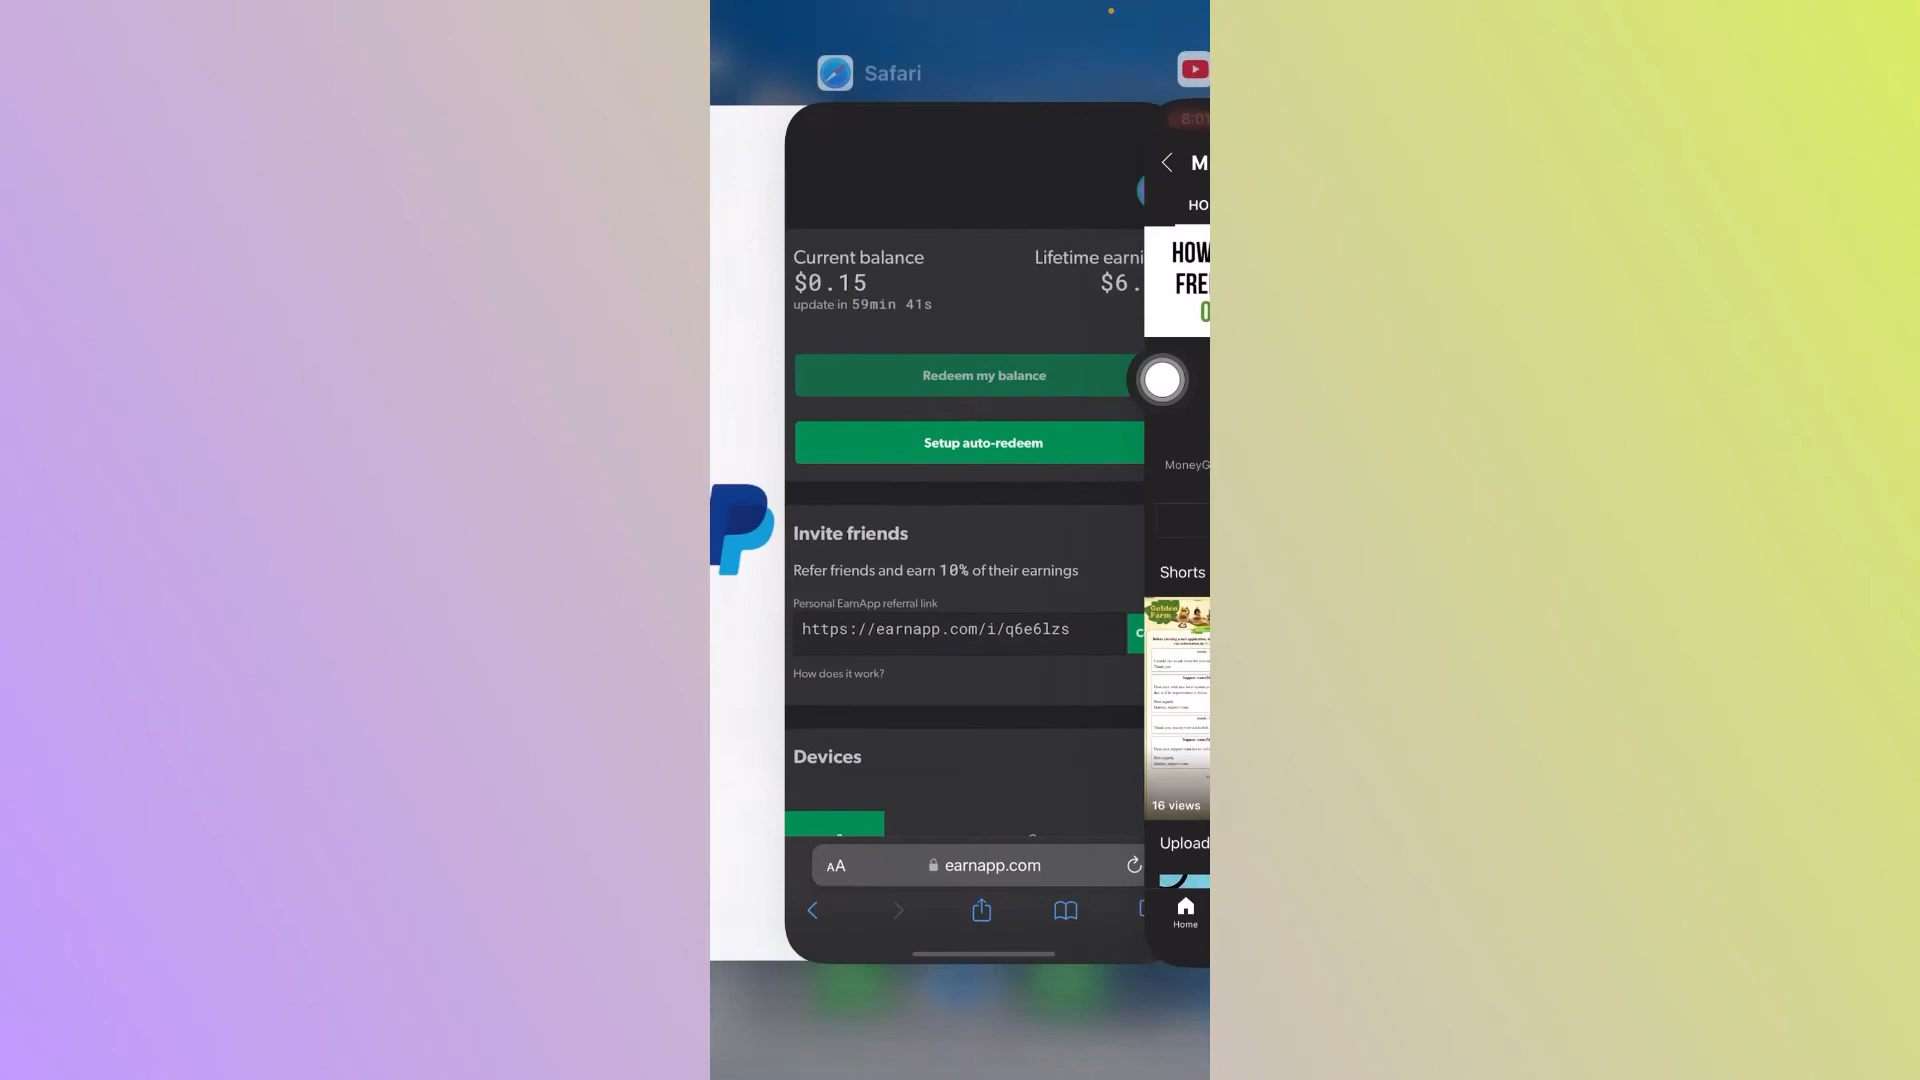 Safari
8:01
M
HO
Current balance
Lifetime earni
$0.15
$6.
update in 59min 41s
HOW
FRE
Redeem my balance
Setup auto-redeem
MoneyG
Invite friends
Refer friends and earn 10% of their earnings
Shorts
Personal EarnApp referral link
https://earnapp.com/i/q6e6lzs
C
How does it work?
Golden
Farm
Devices
16 views
Upload
AA
earnapp.com
Home